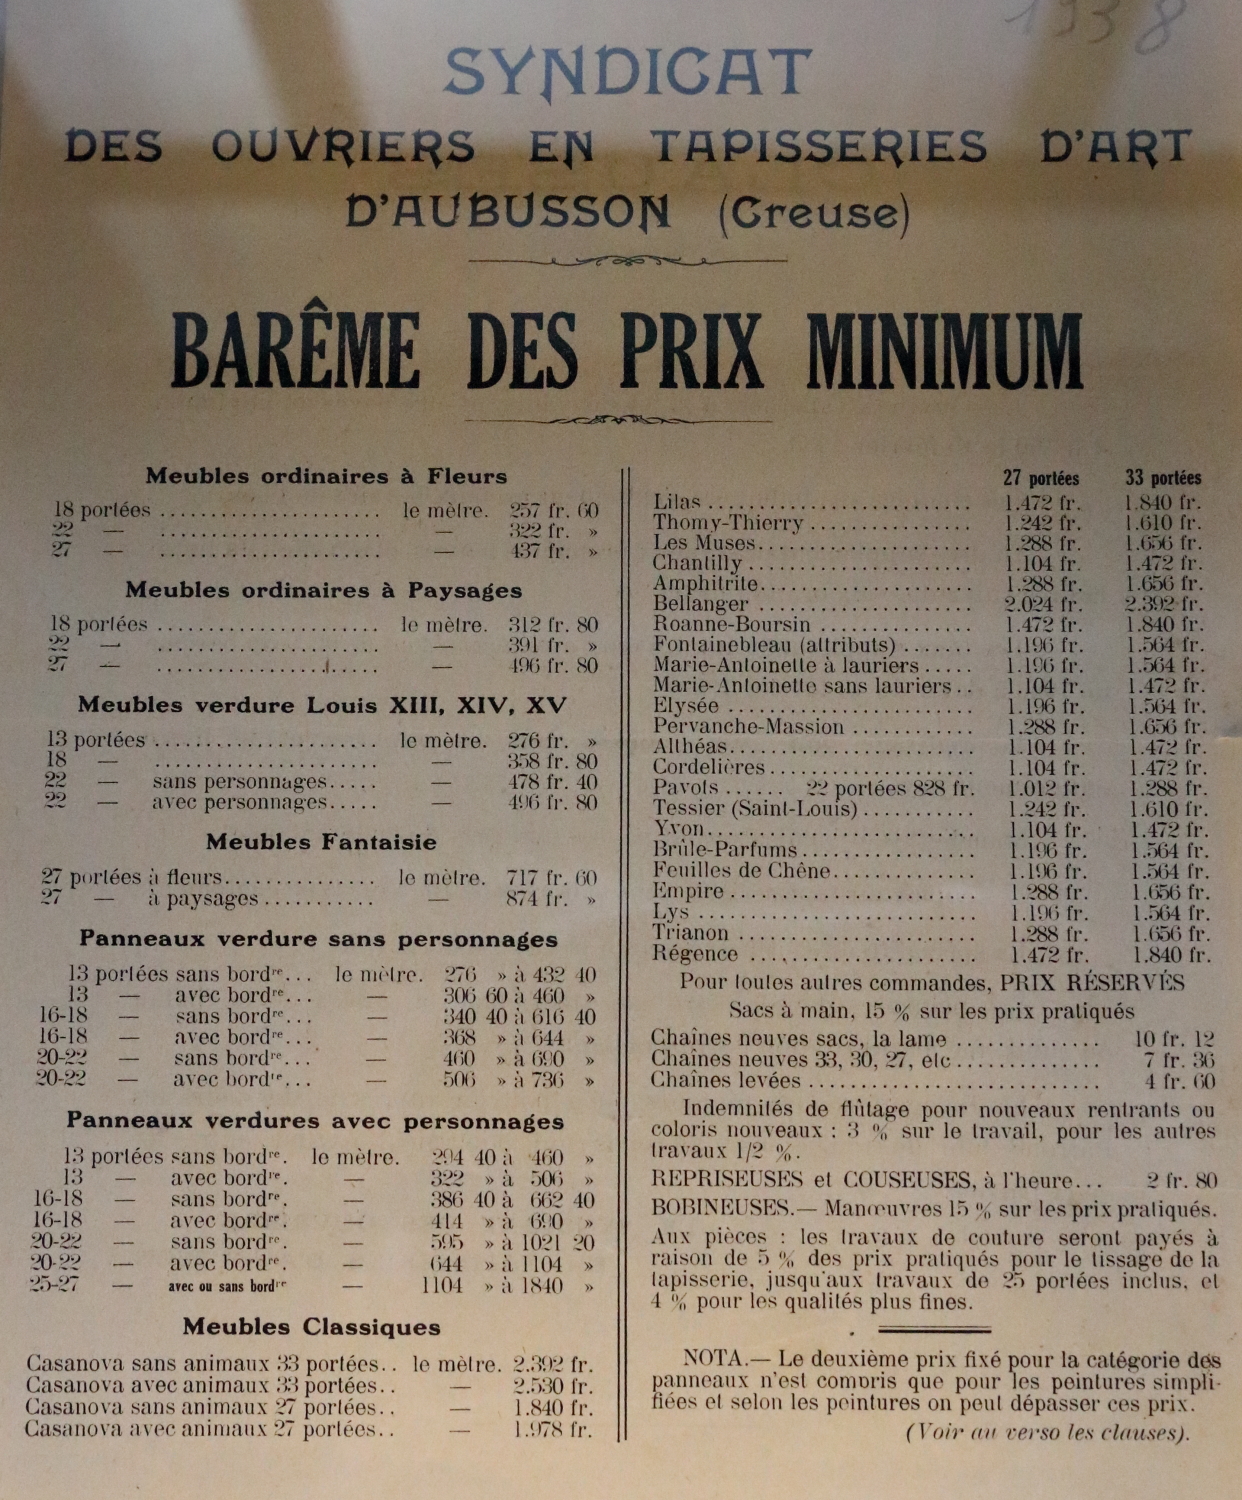 1938
SYNDICAT
DES OUVRIERS EN TAPISSERIES D'ART
D'AUBUSSON (Creuse)
BARÊME DES PRIX MINIMUM
Meubles ordinaires à Fleurs
18 portées ...................... le mètre. 257 fr. 60
22 — ...................... — 322 fr. »
27 — ...................... — 437 fr. »
Meubles ordinaires à Paysages
18 portées ...................... le mètre. 312 fr. 80
22 — ...................... — 391 fr. »
27 — ...................... — 496 fr. 80
Meubles verdure Louis XIII, XIV, XV
13 portées ...................... le mètre. 276 fr. »
18 — ...................... — 358 fr. 80
22 — sans personnages..... — 478 fr. 40
22 — avec personnages..... — 496 fr. 80
Meubles Fantaisie
27 portées à fleurs.............. le mètre. 717 fr. 60
27 — à paysages........... — 874 fr. »
Panneaux verdure sans personnages
13 portées sans bordre... le mètre. 276 » à 432 40
13 — avec bordre... — 306 60 à 460 »
16-18 — sans bordre... — 340 40 à 616 40
16-18 — avec bordre... — 368 » à 644 »
20-22 — sans bordre... — 460 » à 690 »
20-22 — avec bordre... — 506 » à 736 »
Panneaux verdures avec personnages
13 portées sans bordre. le mètre. 294 40 à 460 »
13 — avec bordre. — 322 » à 506 »
16-18 — sans bordre. — 386 40 à 662 40
16-18 — avec bordre. — 414 » à 690 »
20-22 — sans bordre. — 595 » à 1021 20
20-22 — avec bordre. — 644 » à 1104 »
25-27 — avec ou sans bordre — 1104 » à 1840 »
Meubles Classiques
Casanova sans animaux 33 portées.. le mètre. 2.392 fr.
Casanova avec animaux 33 portées.. — 2.530 fr.
Casanova sans animaux 27 portées.. — 1.840 fr.
Casanova avec animaux 27 portées.. — 1.978 fr.
27 portées 33 portées
Lilas ......................... 1.472 fr. 1.840 fr.
Thomy-Thierry ............... 1.242 fr. 1.610 fr.
Les Muses.................... 1.288 fr. 1.656 fr.
Chantilly ..................... 1.104 fr. 1.472 fr.
Amphitrite.................... 1.288 fr. 1.656 fr.
Bellanger .................... 2.024 fr. 2.392 fr.
Roanne-Boursin .............. 1.472 fr. 1.840 fr.
Fontainebleau (attributs) ....... 1.196 fr. 1.564 fr.
Marie-Antoinette à lauriers ..... 1.196 fr. 1.564 fr.
Marie-Antoinette sans lauriers .. 1.104 fr. 1.472 fr.
Elysée ....................... 1.196 fr. 1.564 fr.
Pervanche-Massion ........... 1.288 fr. 1.656 fr.
Althéas....................... 1.104 fr. 1.472 fr.
Cordelières................... 1.104 fr. 1.472 fr.
Pavots ...... 22 portées 828 fr. 1.012 fr. 1.288 fr.
Tessier (Saint-Louis) ........... 1.242 fr. 1.610 fr.
Yvon......................... 1.104 fr. 1.472 fr.
Brûle-Parfums................. 1.196 fr. 1.564 fr.
Feuilles de Chêne.............. 1.196 fr. 1.564 fr.
Empire ....................... 1.288 fr. 1.656 fr.
Lys .......................... 1.196 fr. 1.564 fr.
Trianon ...................... 1.288 fr. 1.656 fr.
Régence ..................... 1.472 fr. 1.840 fr.
Pour toutes autres commandes, PRIX RÉSERVÉS
Sacs à main, 15 % sur les prix pratiqués
Chaînes neuves sacs, la lame ............. 10 fr. 12
Chaînes neuves 33, 30, 27, etc ............. 7 fr. 36
Chaînes levées .......................... 4 fr. 60
Indemnités de flûtage pour nouveaux rentrants ou
coloris nouveaux : 3 % sur le travail, pour les autres
travaux 1/2 %.
REPRISEUSES et COUSEUSES, à l'heure... 2 fr. 80
BOBINEUSES.— Manœuvres 15 % sur les prix pratiqués.
Aux pièces : les travaux de couture seront payés à
raison de 5 % des prix pratiqués pour le tissage de la
tapisserie, jusqu'aux travaux de 25 portées inclus, et
4 % pour les qualités plus fines.
NOTA.— Le deuxième prix fixé pour la catégorie des
panneaux n'est compris que pour les peintures simpli-
fiées et selon les peintures on peut dépasser ces prix.
(Voir au verso les clauses).